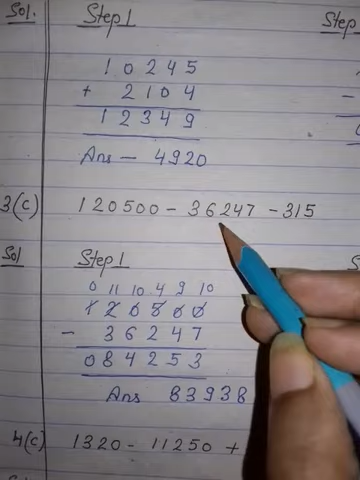 Sol. Step 1 Step
1 0 2 4 5
+ 2 1 0 4 -
1 2 3 4 9
Ans - 4920
3(C) 120500 - 36247 - 315
Sol Step 1
0 11 10 4 9 10
1 2 0 5 0 0
- 3 6 2 4 7
0 8 4 2 5 3
Ans 83938
4(C) 1320 - 11250 +